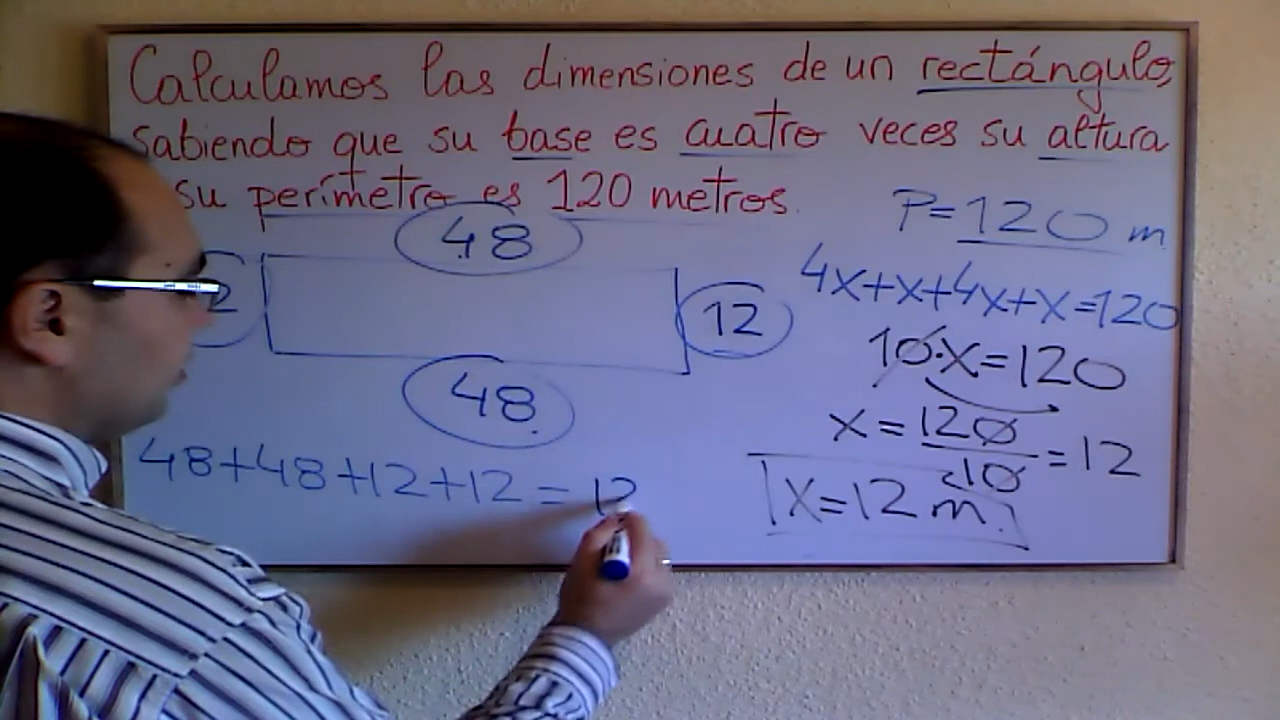 Calculamos las dimensiones de un rectángulo,
sabiendo que su base es cuatro veces su altura
su perímetro es 120 metros.
P=120 m
48
2
12
4x+x+4x+x=120
10·x=120
48
x=120/10=12
48+48+12+12=12
x=12 m.